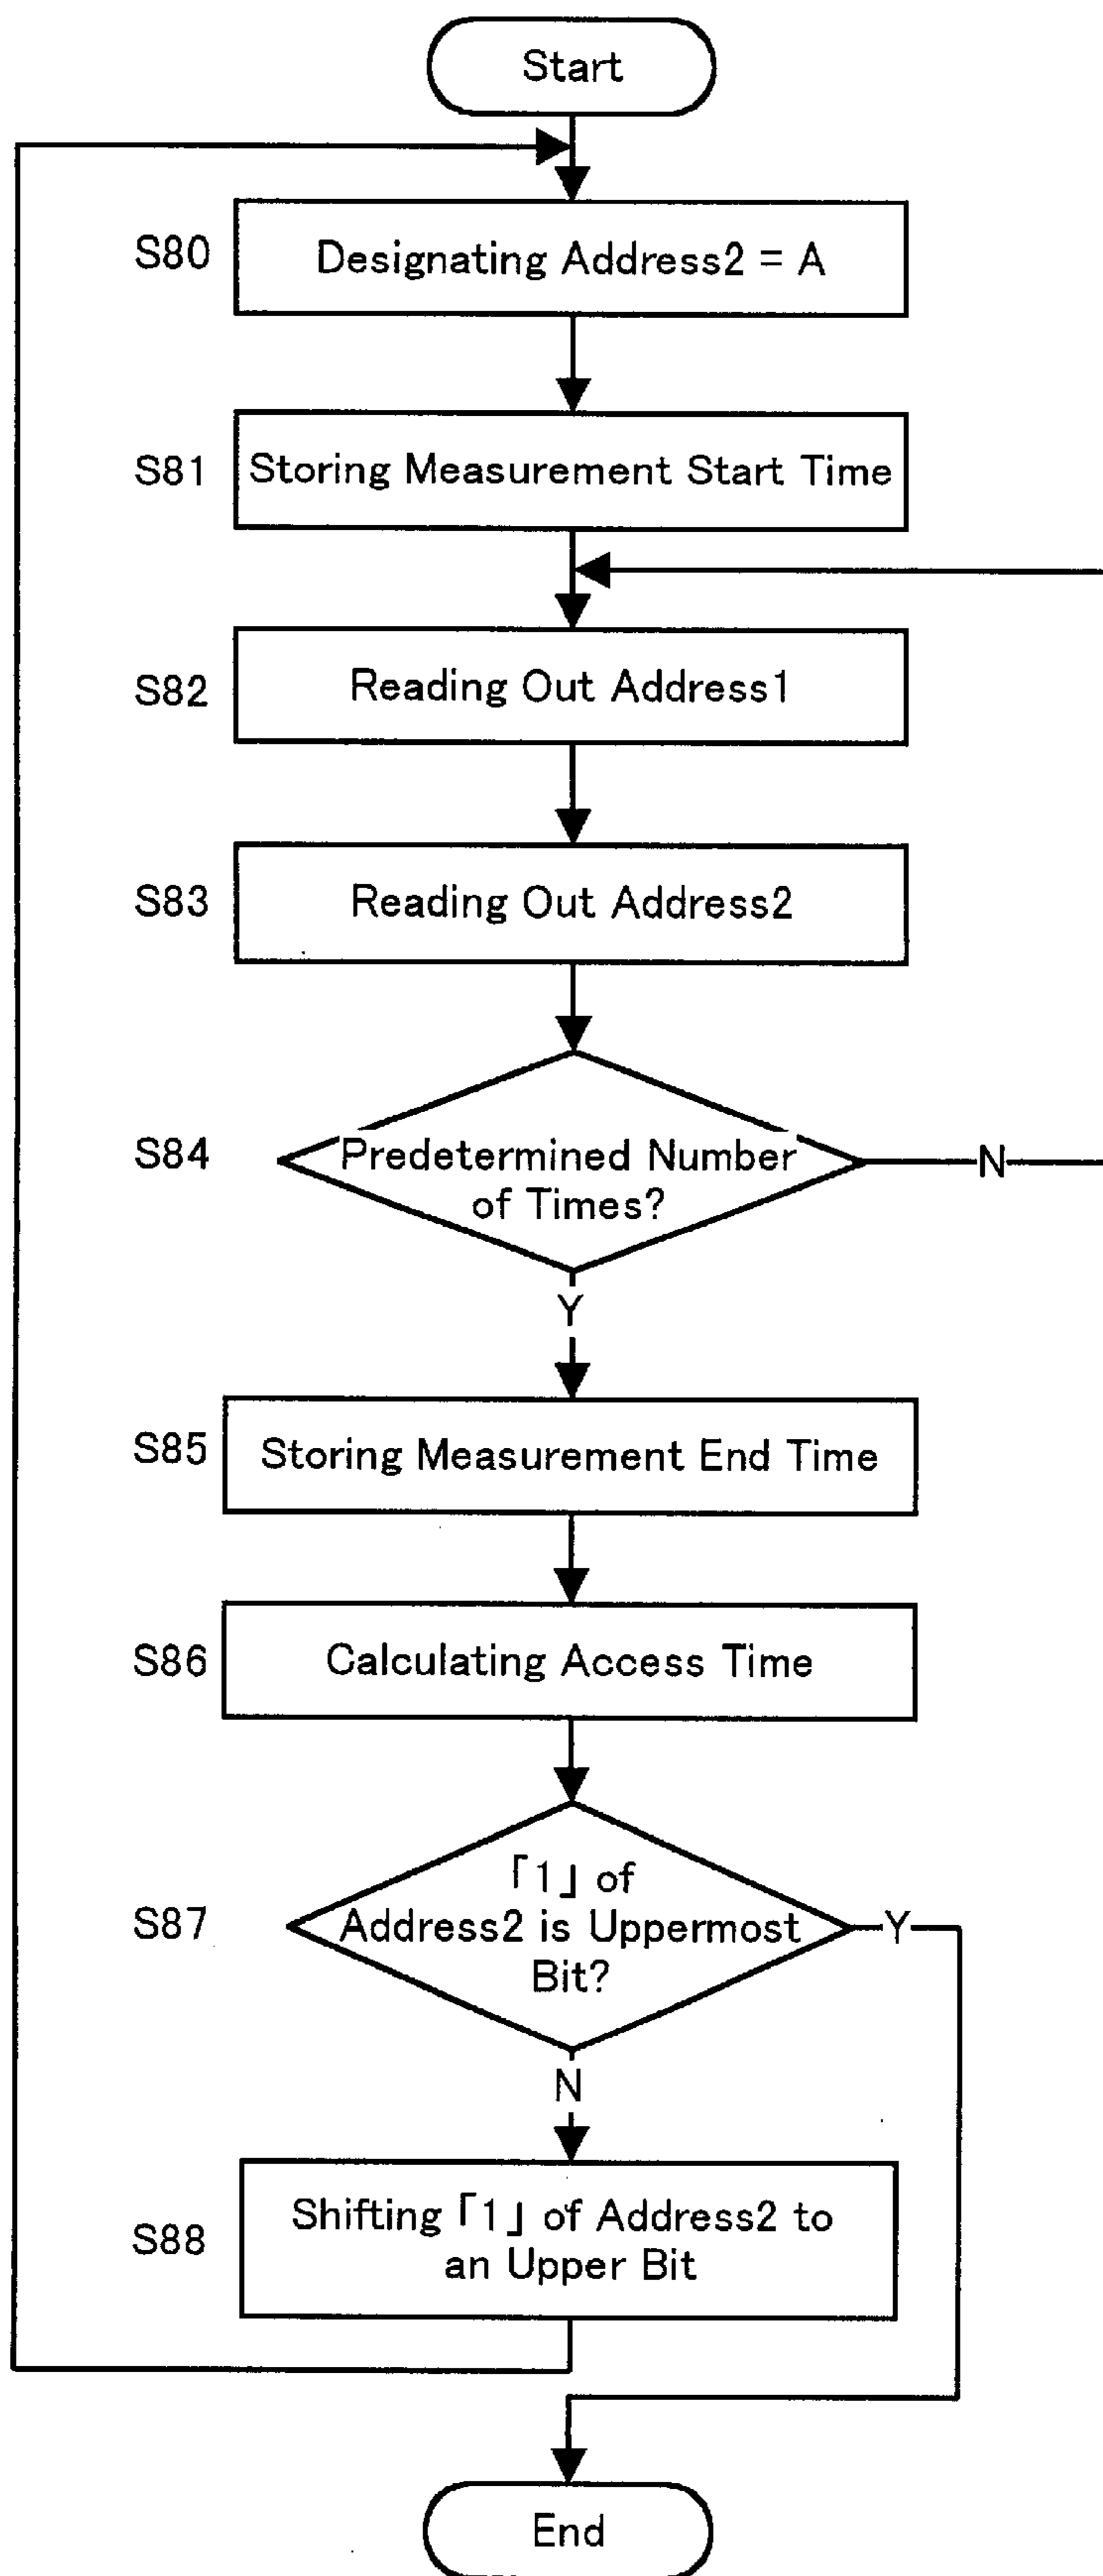 Start
S80
Designating Address2 = A
S81
Storing Measurement Start Time
S82
Reading Out Address1
S83
Reading Out Address2
S84
Predetermined Number
of Times?
N
Y
S85
Storing Measurement End Time
S86
Calculating Access Time
S87
「1」 of
Address2 is Uppermost
Bit?
Y
N
S88
Shifting 「1」 of Address2 to
an Upper Bit
End